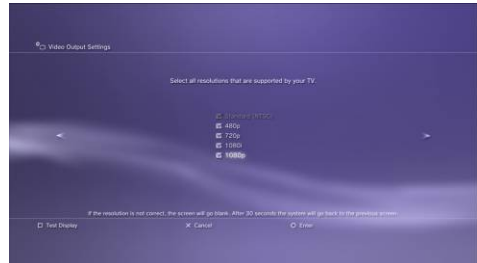 Video Output Settings
Select all resolutions that are supported by your TV.
Standard (NTSC)
480p
720p
1080i
1080p
If the resolution is not correct, the screen will go blank. After 30 seconds the system will go back to the previous screen.
Test Display
Cancel
Enter